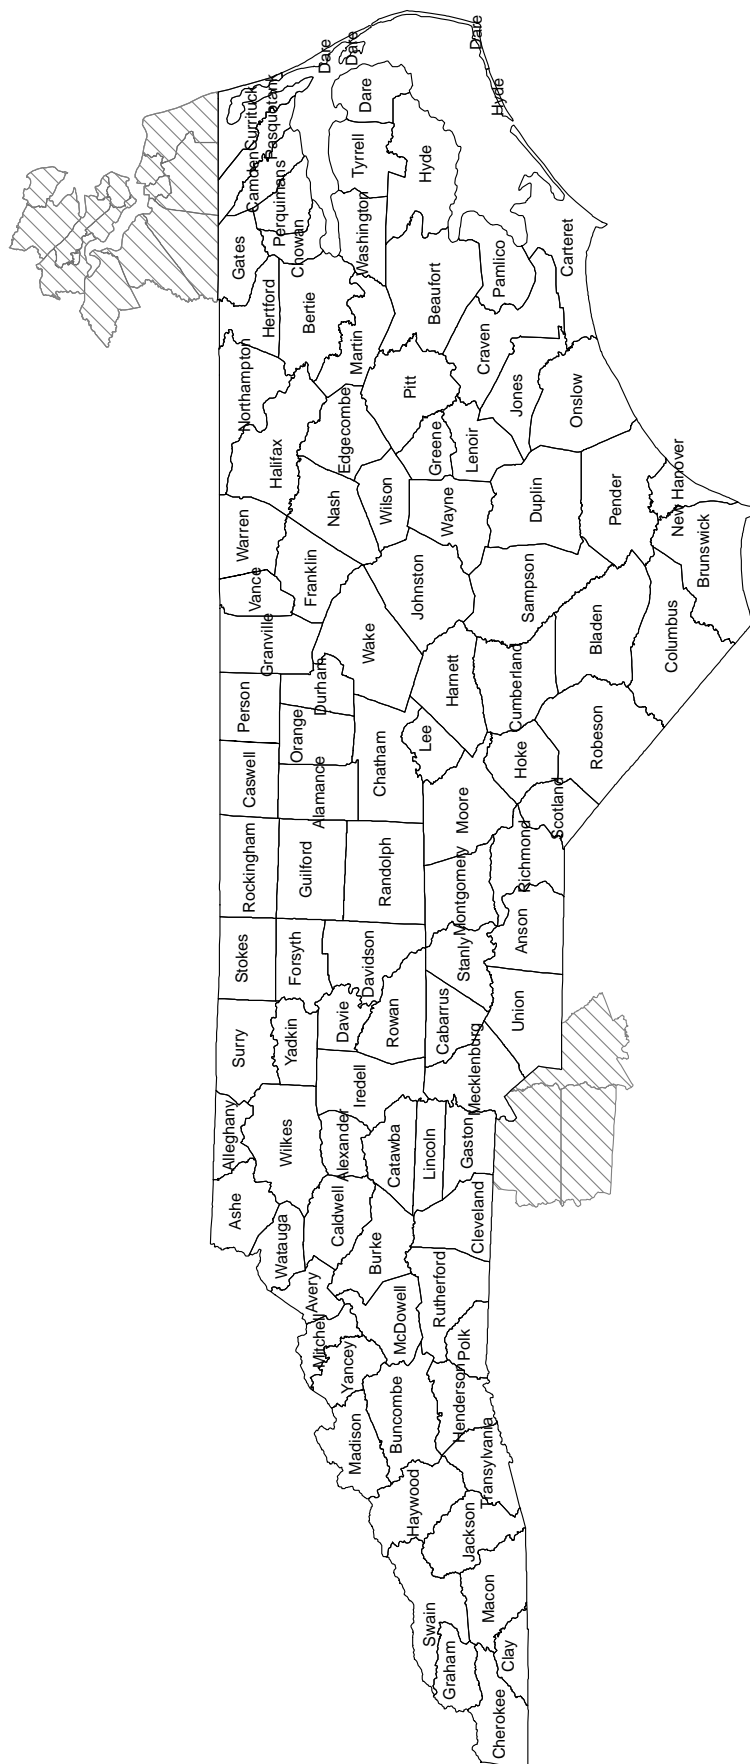 Cherokee
Graham
Clay
Swain
Macon
Jackson
Haywood
Transylvania
Madison
Buncombe
Henderson
Yancey
Mitchell
McDowell
Polk
Avery
Rutherford
Watauga
Burke
Caldwell
Cleveland
Ashe
Alleghany
Wilkes
Alexander
Catawba
Lincoln
Gaston
Iredell
Mecklenburg
Surry
Yadkin
Davie
Rowan
Cabarrus
Union
Stokes
Forsyth
Davidson
Stanly
Anson
Rockingham
Guilford
Randolph
Montgomery
Richmond
Scotland
Caswell
Alamance
Chatham
Moore
Hoke
Robeson
Person
Orange
Durham
Lee
Harnett
Cumberland
Bladen
Columbus
Granville
Vance
Wake
Johnston
Sampson
Brunswick
Warren
Franklin
Nash
Wilson
Wayne
Duplin
Pender
New Hanover
Halifax
Northampton
Edgecombe
Greene
Lenoir
Pitt
Jones
Onslow
Hertford
Bertie
Martin
Beaufort
Craven
Pamlico
Carteret
Gates
Chowan
Perquimans
Camden
Pasquotank
Currituck
Washington
Tyrrell
Hyde
Dare
Dare
Dare
Dare
Hyde